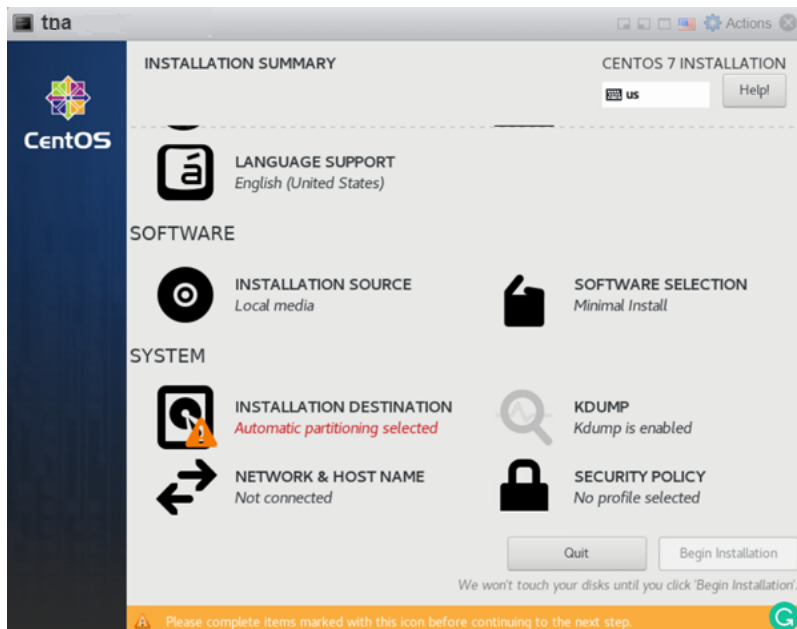 tna
Actions
INSTALLATION SUMMARY
CENTOS 7 INSTALLATION
us
Help!
CentOS
á
LANGUAGE SUPPORT
English (United States)
SOFTWARE
INSTALLATION SOURCE
Local media
SOFTWARE SELECTION
Minimal Install
SYSTEM
INSTALLATION DESTINATION
Automatic partitioning selected
KDUMP
Kdump is enabled
NETWORK & HOST NAME
Not connected
SECURITY POLICY
No profile selected
Quit
Begin Installation
We won't touch your disks until you click 'Begin Installation'.
Please complete items marked with this icon before continuing to the next step.